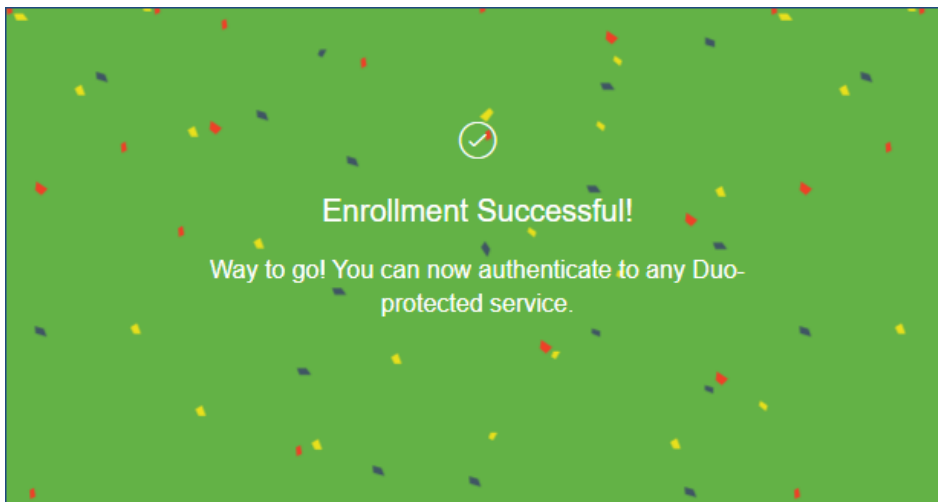 Enrollment Successful!
Way to go! You can now authenticate to any Duo-
protected service.